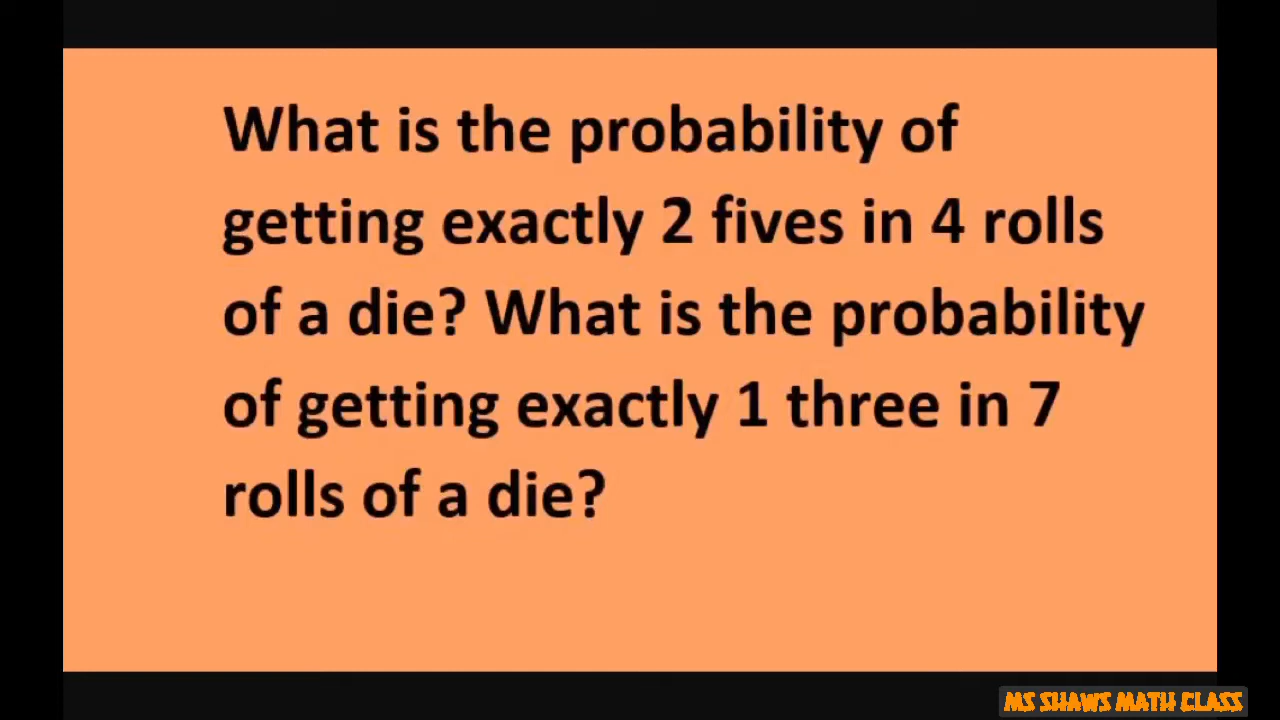 What is the probability of
getting exactly 2 fives in 4 rolls
of a die? What is the probability
of getting exactly 1 three in 7
rolls of a die?
MS SHAWS MATH CLASS